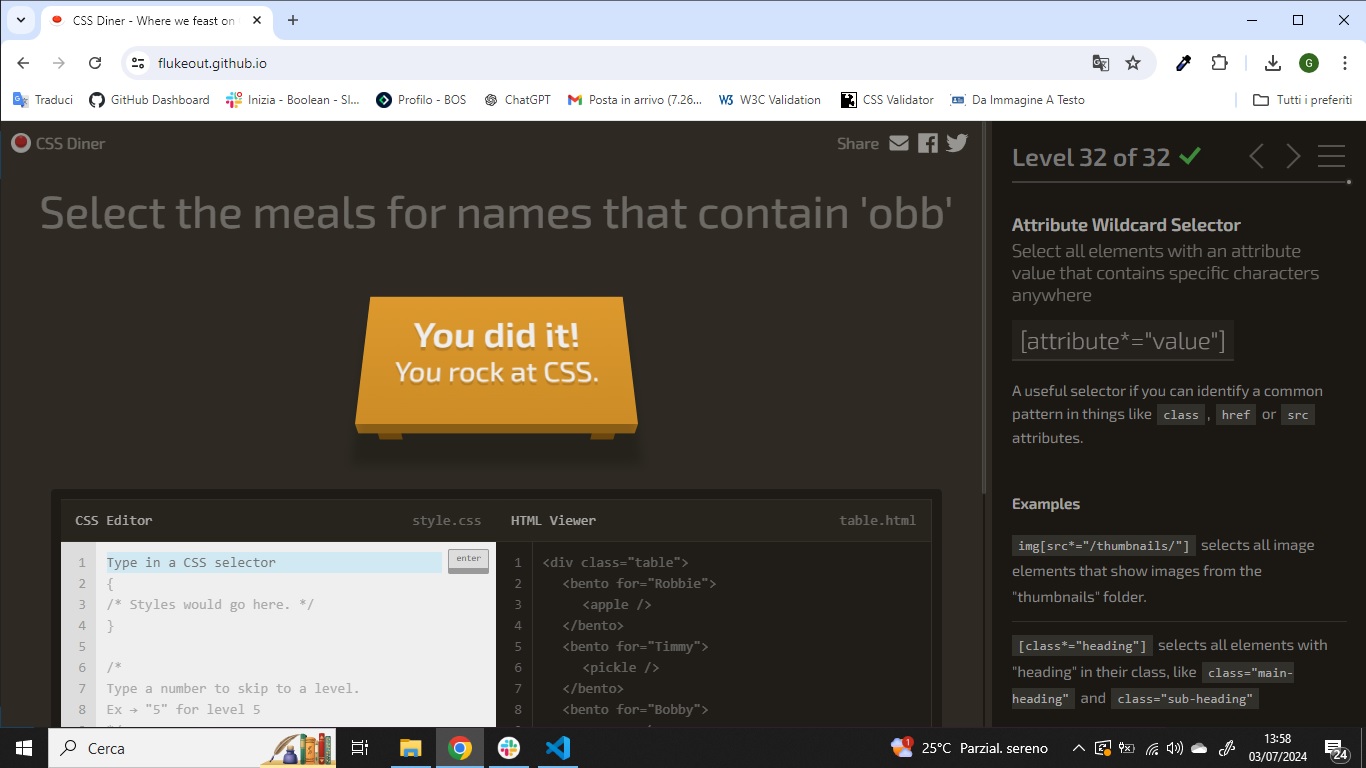 CSS Diner - Where we feast on
flukeout.github.io
Traduci
GitHub Dashboard
Inizia - Boolean - Sl...
Profilo - BOS
ChatGPT
Posta in arrivo (7.26...
W3C Validation
CSS Validator
Da Immagine A Testo
Tutti i preferiti
CSS Diner
Share
Select the meals for names that contain 'obb'
You did it!
You rock at CSS.
CSS Editor
style.css
HTML Viewer
table.html
1 Type in a CSS selector
enter
2 {
3 /* Styles would go here. */
4 }
5
6 /*
7 Type a number to skip to a level.
8 Ex → "5" for level 5
1 <div class="table">
2 <bento for="Robbie">
3 <apple />
4 </bento>
5 <bento for="Timmy">
6 <pickle />
7 </bento>
8 <bento for="Bobby">
Level 32 of 32
Attribute Wildcard Selector
Select all elements with an attribute
value that contains specific characters
anywhere
[attribute*="value"]
A useful selector if you can identify a common
pattern in things like class, href or src
attributes.
Examples
img[src*="/thumbnails/"] selects all image
elements that show images from the
"thumbnails" folder.
[class*="heading"] selects all elements with
"heading" in their class, like class="main-
heading" and class="sub-heading"
Cerca
1
25°C Parzial. sereno
13:58
03/07/2024
24
G